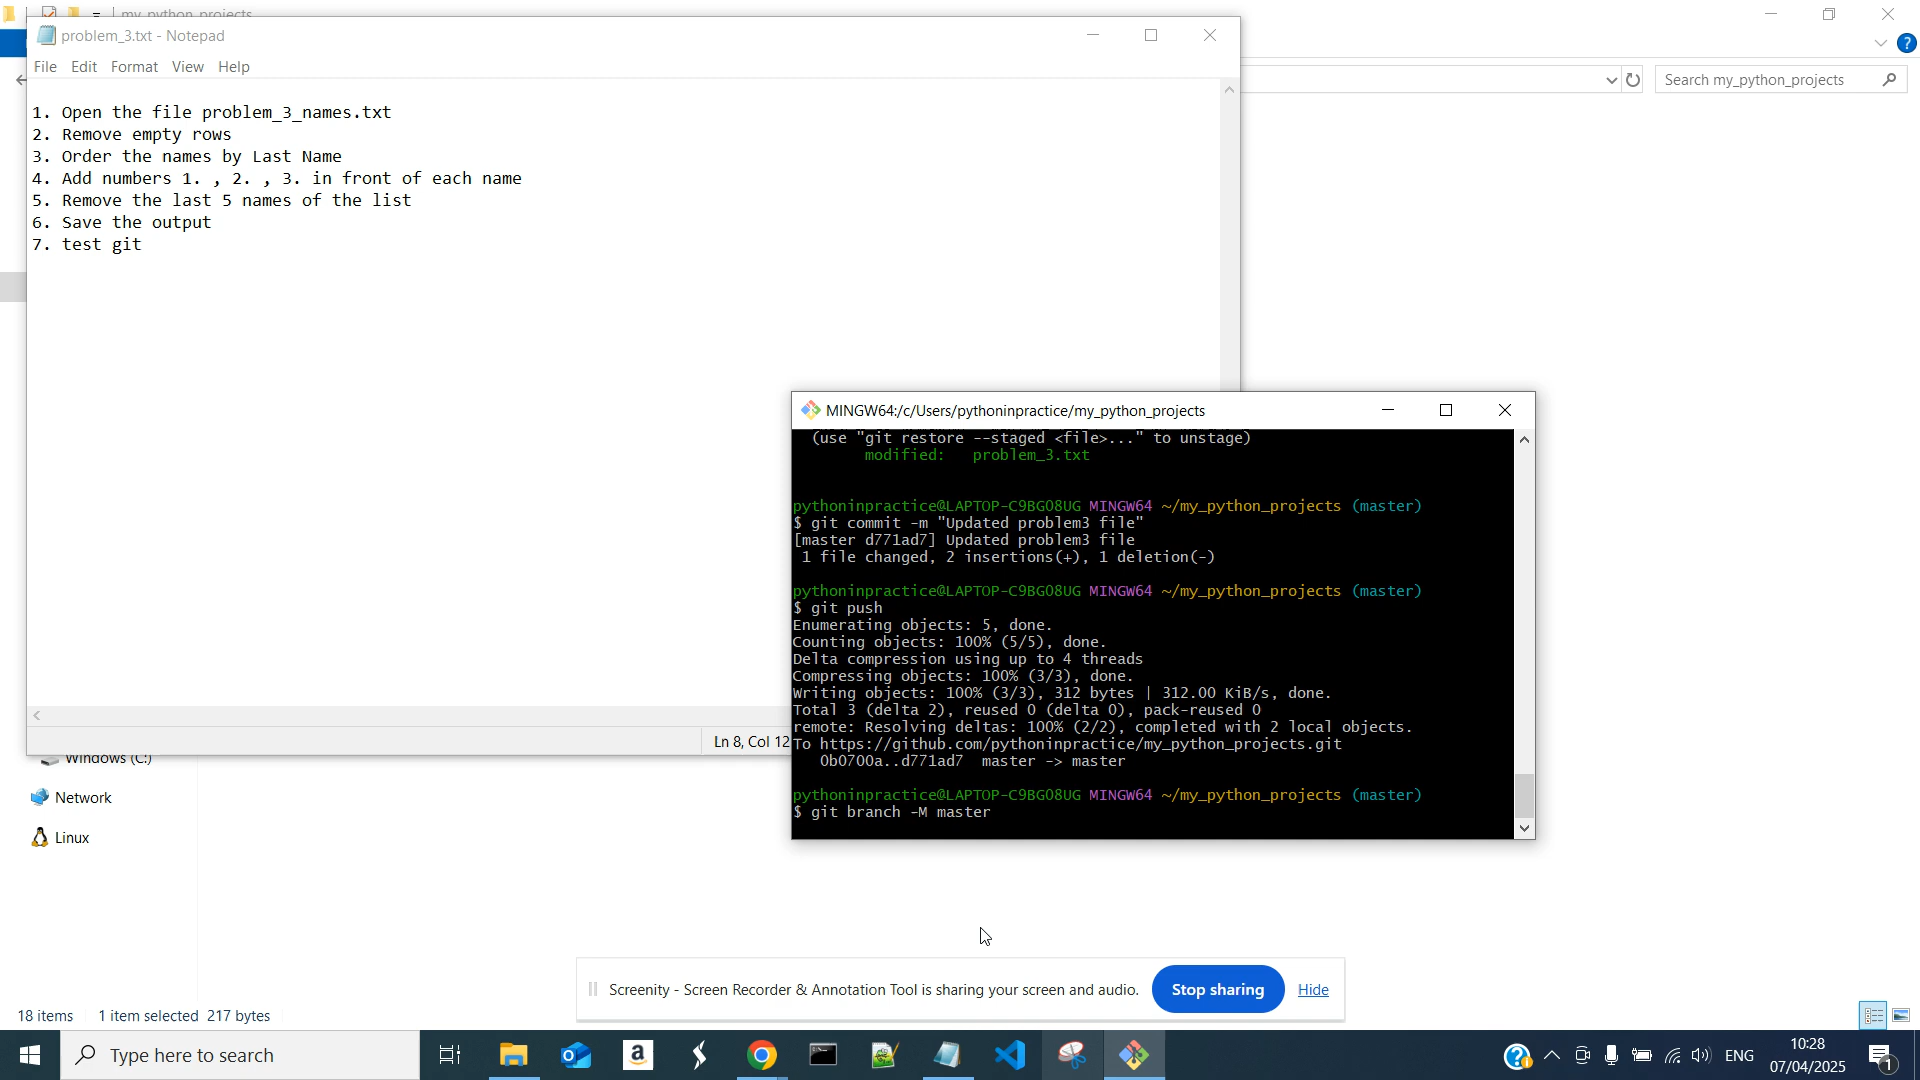 my_python_projects
problem_3.txt - Notepad
File Edit Format View Help
Search my_python_projects
1. Open the file problem_3_names.txt
2. Remove empty rows
3. Order the names by Last Name
4. Add numbers 1. , 2. , 3. in front of each name
5. Remove the last 5 names of the list
6. Save the output
7. test git
Ln 8, Col 12
MINGW64:/c/Users/pythoninpractice/my_python_projects
(use "git restore --staged <file>..." to unstage)
modified:   problem_3.txt
pythoninpractice@LAPTOP-C9BG08UG MINGW64 ~/my_python_projects (master)
$ git commit -m "Updated problem3 file"
[master d771ad7] Updated problem3 file
1 file changed, 2 insertions(+), 1 deletion(-)
pythoninpractice@LAPTOP-C9BG08UG MINGW64 ~/my_python_projects (master)
$ git push
Enumerating objects: 5, done.
Counting objects: 100% (5/5), done.
Delta compression using up to 4 threads
Compressing objects: 100% (3/3), done.
Writing objects: 100% (3/3), 312 bytes | 312.00 KiB/s, done.
Total 3 (delta 2), reused 0 (delta 0), pack-reused 0
remote: Resolving deltas: 100% (2/2), completed with 2 local objects.
To https://github.com/pythoninpractice/my_python_projects.git
0b0700a..d771ad7  master -> master
pythoninpractice@LAPTOP-C9BG08UG MINGW64 ~/my_python_projects (master)
$ git branch -M master
Windows (C:)
Network
Linux
Screenity - Screen Recorder & Annotation Tool is sharing your screen and audio.
Stop sharing
Hide
18 items 1 item selected 217 bytes
Type here to search
ENG
10:28
07/04/2025
1